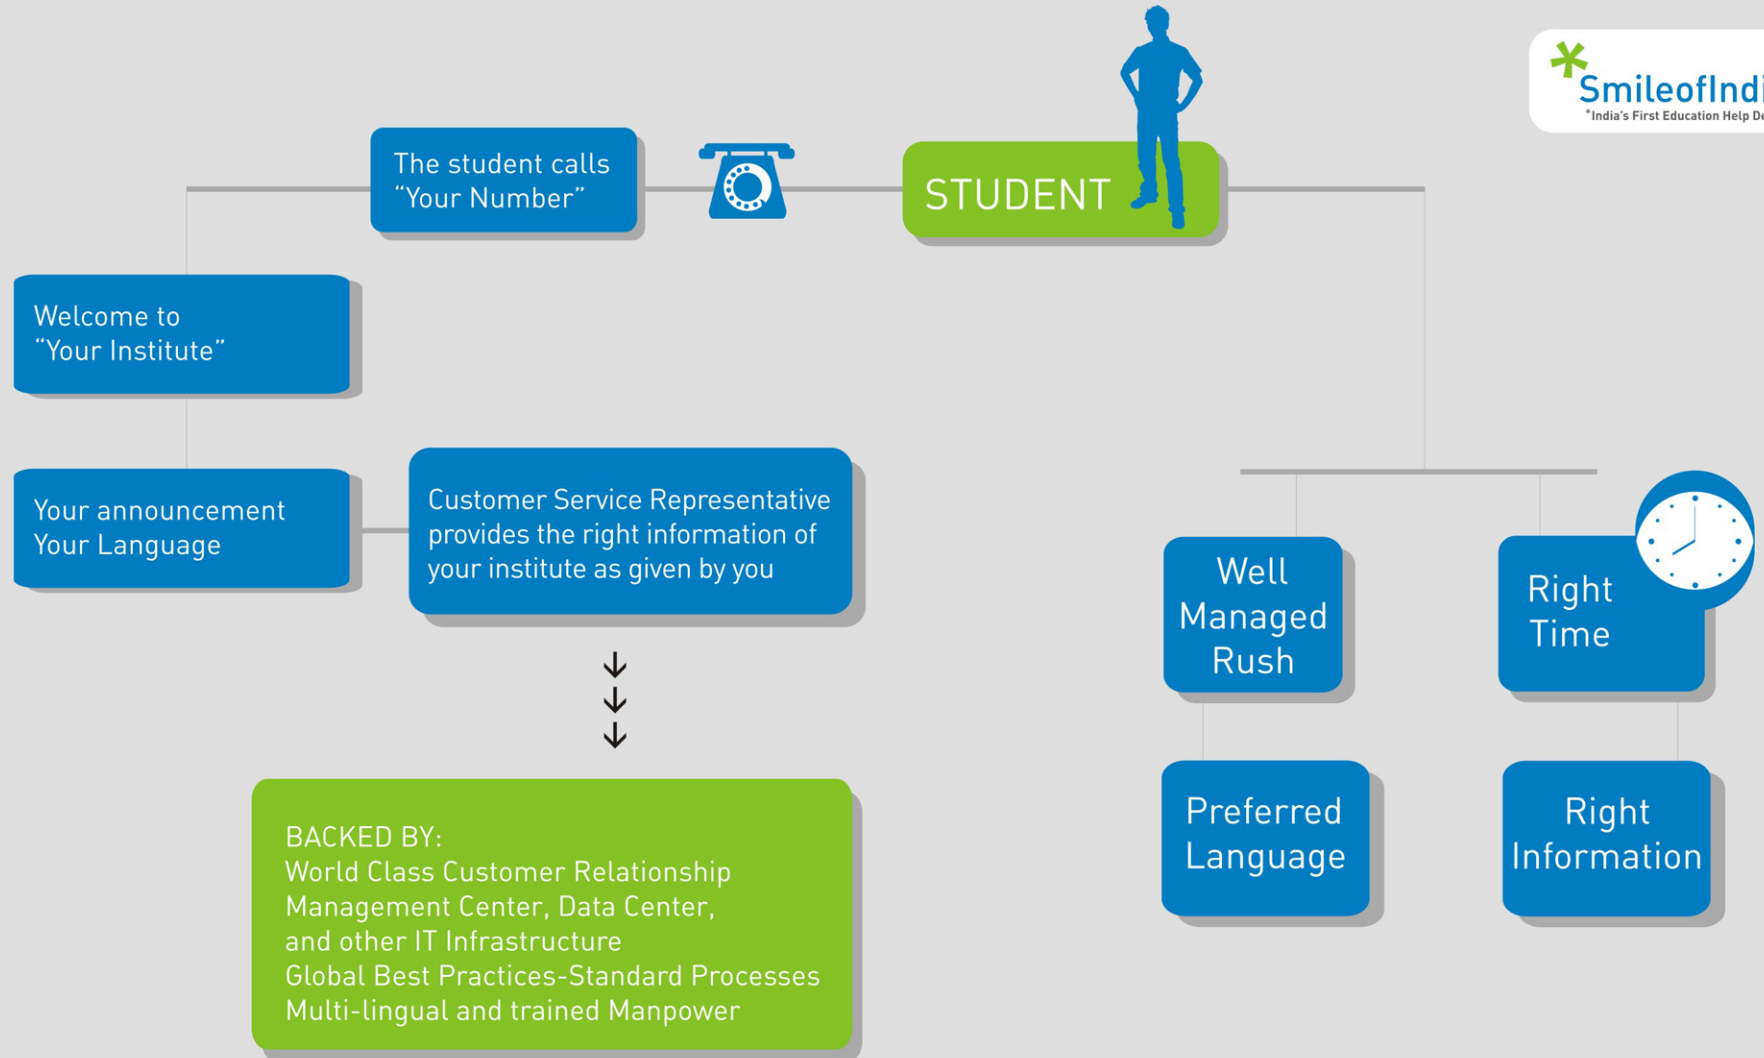 SmileofIndi
*India's First Education Help De
The student calls
“Your Number”
STUDENT
Welcome to
“Your Institute”
Your announcement
Your Language
Customer Service Representative
provides the right information of
your institute as given by you
BACKED BY:
World Class Customer Relationship
Management Center, Data Center,
and other IT Infrastructure
Global Best Practices-Standard Processes
Multi-lingual and trained Manpower
Well
Managed
Rush
Right
Time
Preferred
Language
Right
Information